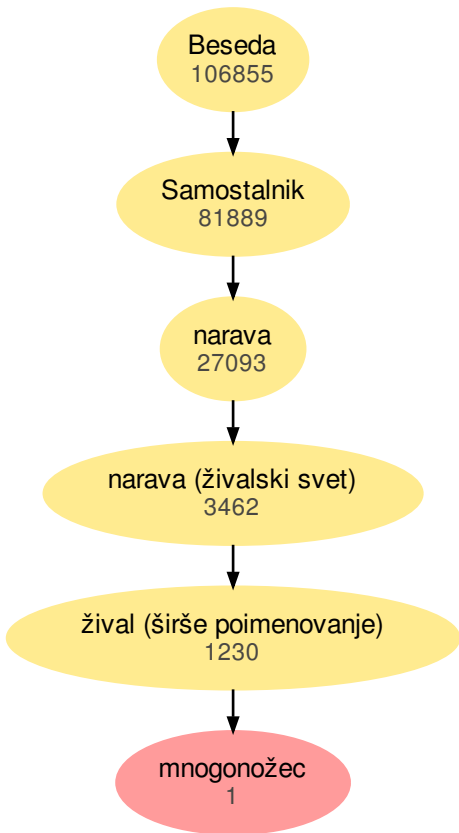 Beseda
106855
Samostalnik
81889
narava
27093
narava (živalski svet)
3462
žival (širše poimenovanje)
1230
mnogonožec
1